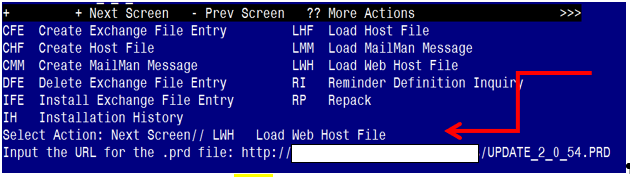 + + Next Screen - Prev Screen ?? More Actions >>>
CFE Create Exchange File Entry LHF Load Host File
CHF Create Host File LMM Load MailMan Message
CMM Create MailMan Message LWH Load Web Host File
DFE Delete Exchange File Entry RI Reminder Definition Inquiry
IFE Install Exchange File Entry RP Repack
IH Installation History
Select Action: Next Screen// LWH Load Web Host File
Input the URL for the .prd file: http:// /UPDATE_2_0_54.PRD